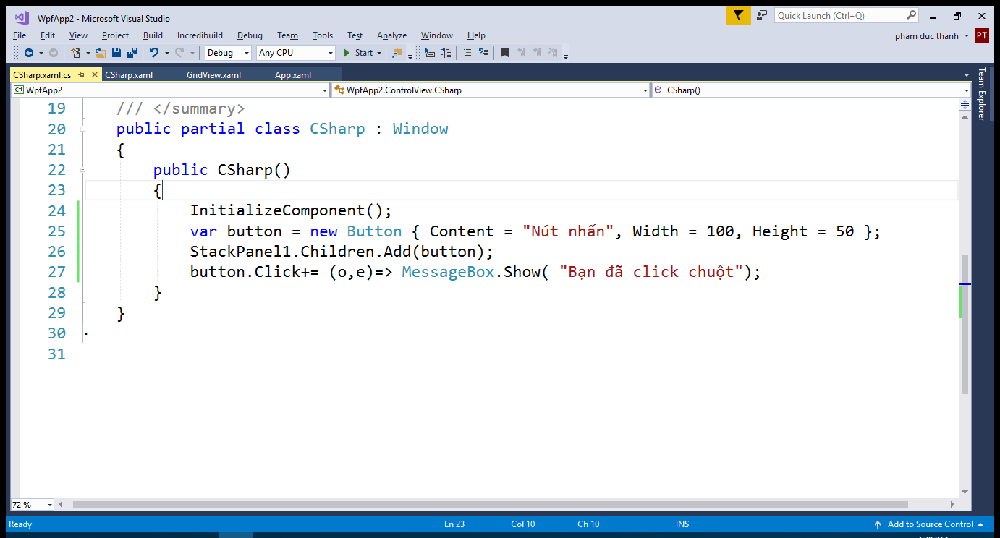 WpfApp2 - Microsoft Visual Studio
Quick Launch (Ctrl+Q)
File Edit View Project Build Incredibuild Debug Team Tools Test Analyze Window Help
pham duc thanh PT
Debug Any CPU Start
CSharp.xaml.cs CSharp.xaml GridView.xaml App.xaml
Team Explorer
C# WpfApp2 WpfApp2.ControlView.CSharp CSharp()
19 /// </summary>
20 public partial class CSharp : Window
21 {
22 public CSharp()
23 {
24 InitializeComponent();
25 var button = new Button { Content = "Nút nhấn", Width = 100, Height = 50 };
26 StackPanel1.Children.Add(button);
27 button.Click+= (o,e)=> MessageBox.Show( "Bạn đã click chuột");
28 }
29 }
30
31
72 %
Ready Ln 23 Col 10 Ch 10 INS Add to Source Control